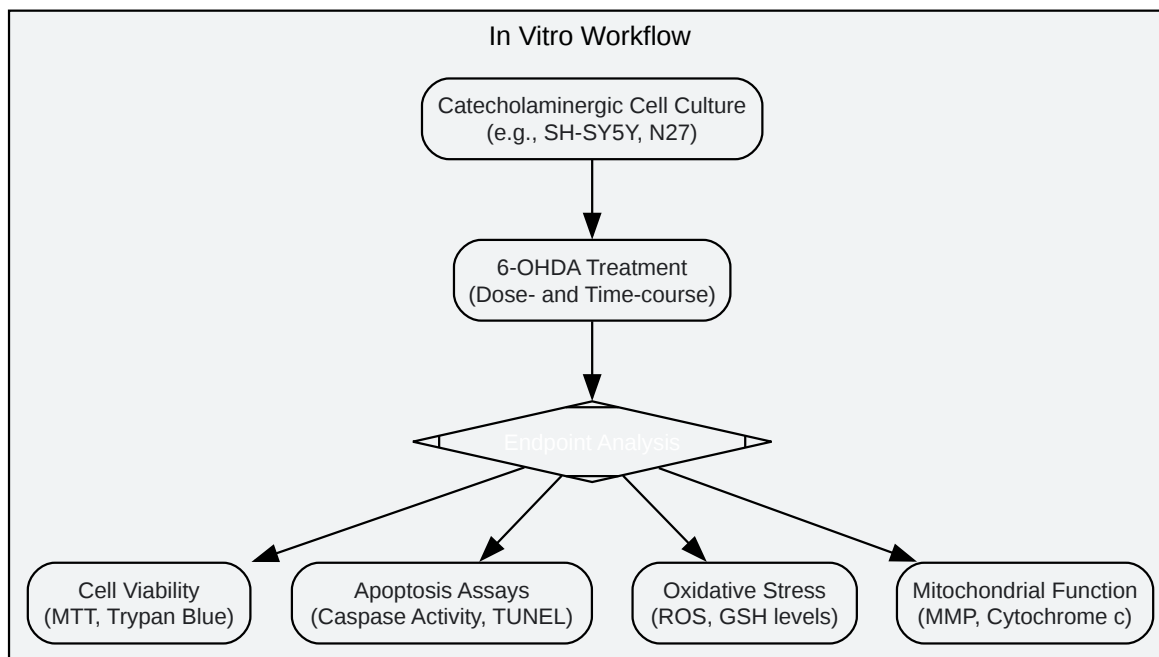 In Vitro Workflow
Catecholaminergic Cell Culture
(e.g., SH-SY5Y, N27)
6-OHDA Treatment
(Dose- and Time-course)
Endpoint Analysis
Cell Viability
(MTT, Trypan Blue)
Apoptosis Assays
(Caspase Activity, TUNEL)
Oxidative Stress
(ROS, GSH levels)
Mitochondrial Function
(MMP, Cytochrome c)